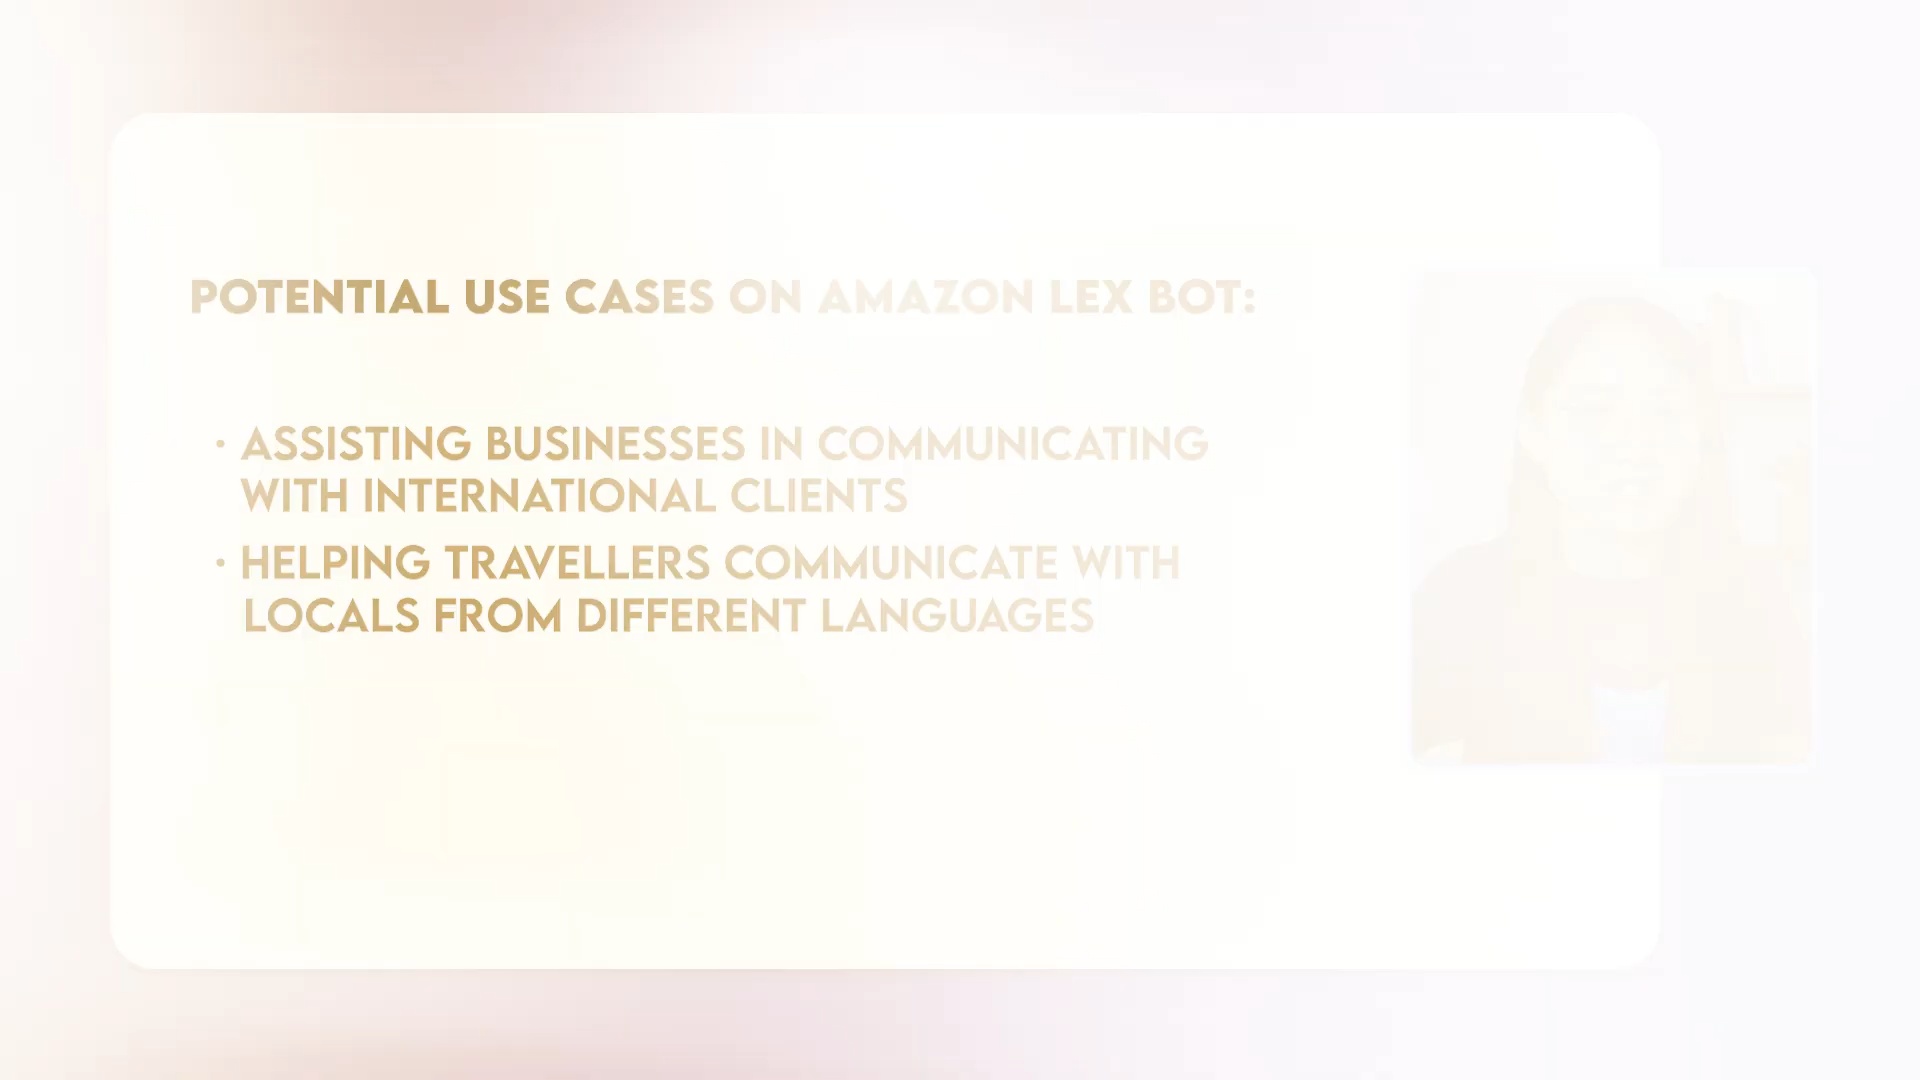 POTENTIAL USE CASES ON AMAZON LEX BOT:
· ASSISTING BUSINESSES IN COMMUNICATING
WITH INTERNATIONAL CLIENTS
· HELPING TRAVELLERS COMMUNICATE WITH
LOCALS FROM DIFFERENT LANGUAGES